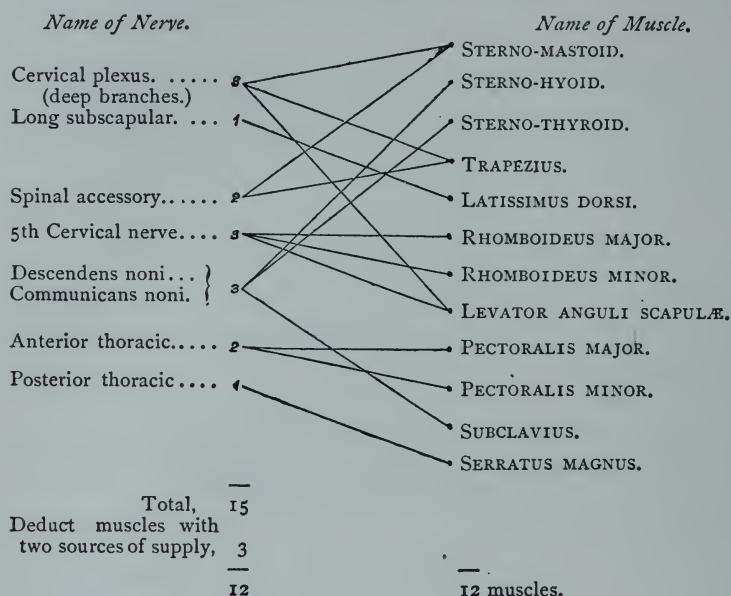 Name of Nerve.
Name of Muscle.
Cervical plexus. ..... 3
(deep branches.)
Long subscapular. ... 1
Spinal accessory...... 2
5th Cervical nerve.... 3
Descendens noni... }
Communicans noni. } 3
Anterior thoracic..... 2
Posterior thoracic.... 1
STERNO-MASTOID.
STERNO-HYOID.
STERNO-THYROID.
TRAPEZIUS.
LATISSIMUS DORSI.
RHOMBOIDEUS MAJOR.
RHOMBOIDEUS MINOR.
LEVATOR ANGULI SCAPULÆ.
PECTORALIS MAJOR.
PECTORALIS MINOR.
SUBCLAVIUS.
SERRATUS MAGNUS.
Total, 15
Deduct muscles with
two sources of supply, 3
12
12 muscles.